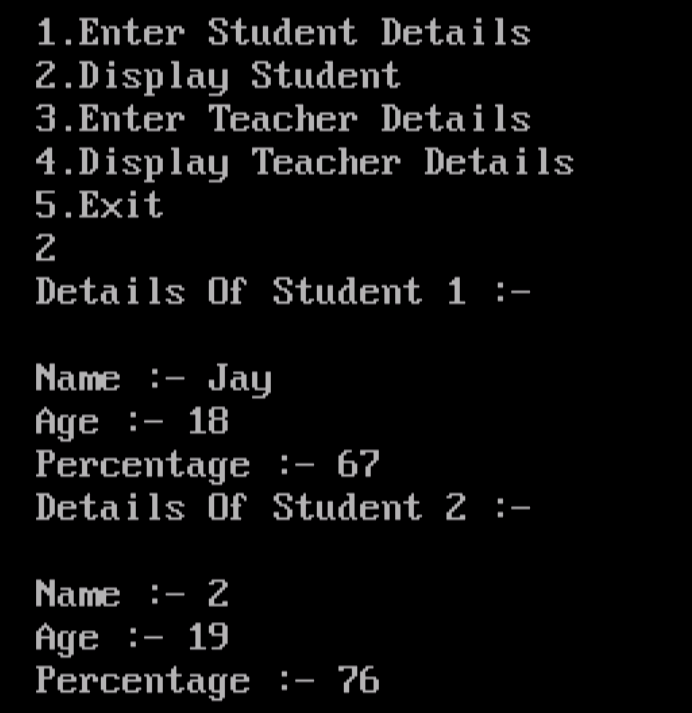 1.Enter Student Details
2.Display Student
3.Enter Teacher Details
4.Display Teacher Details
5.Exit
2
Details Of Student 1 :-
Name :- Jay
Age :- 18
Percentage :- 67
Details Of Student 2 :-
Name :- 2
Age :- 19
Percentage :- 76